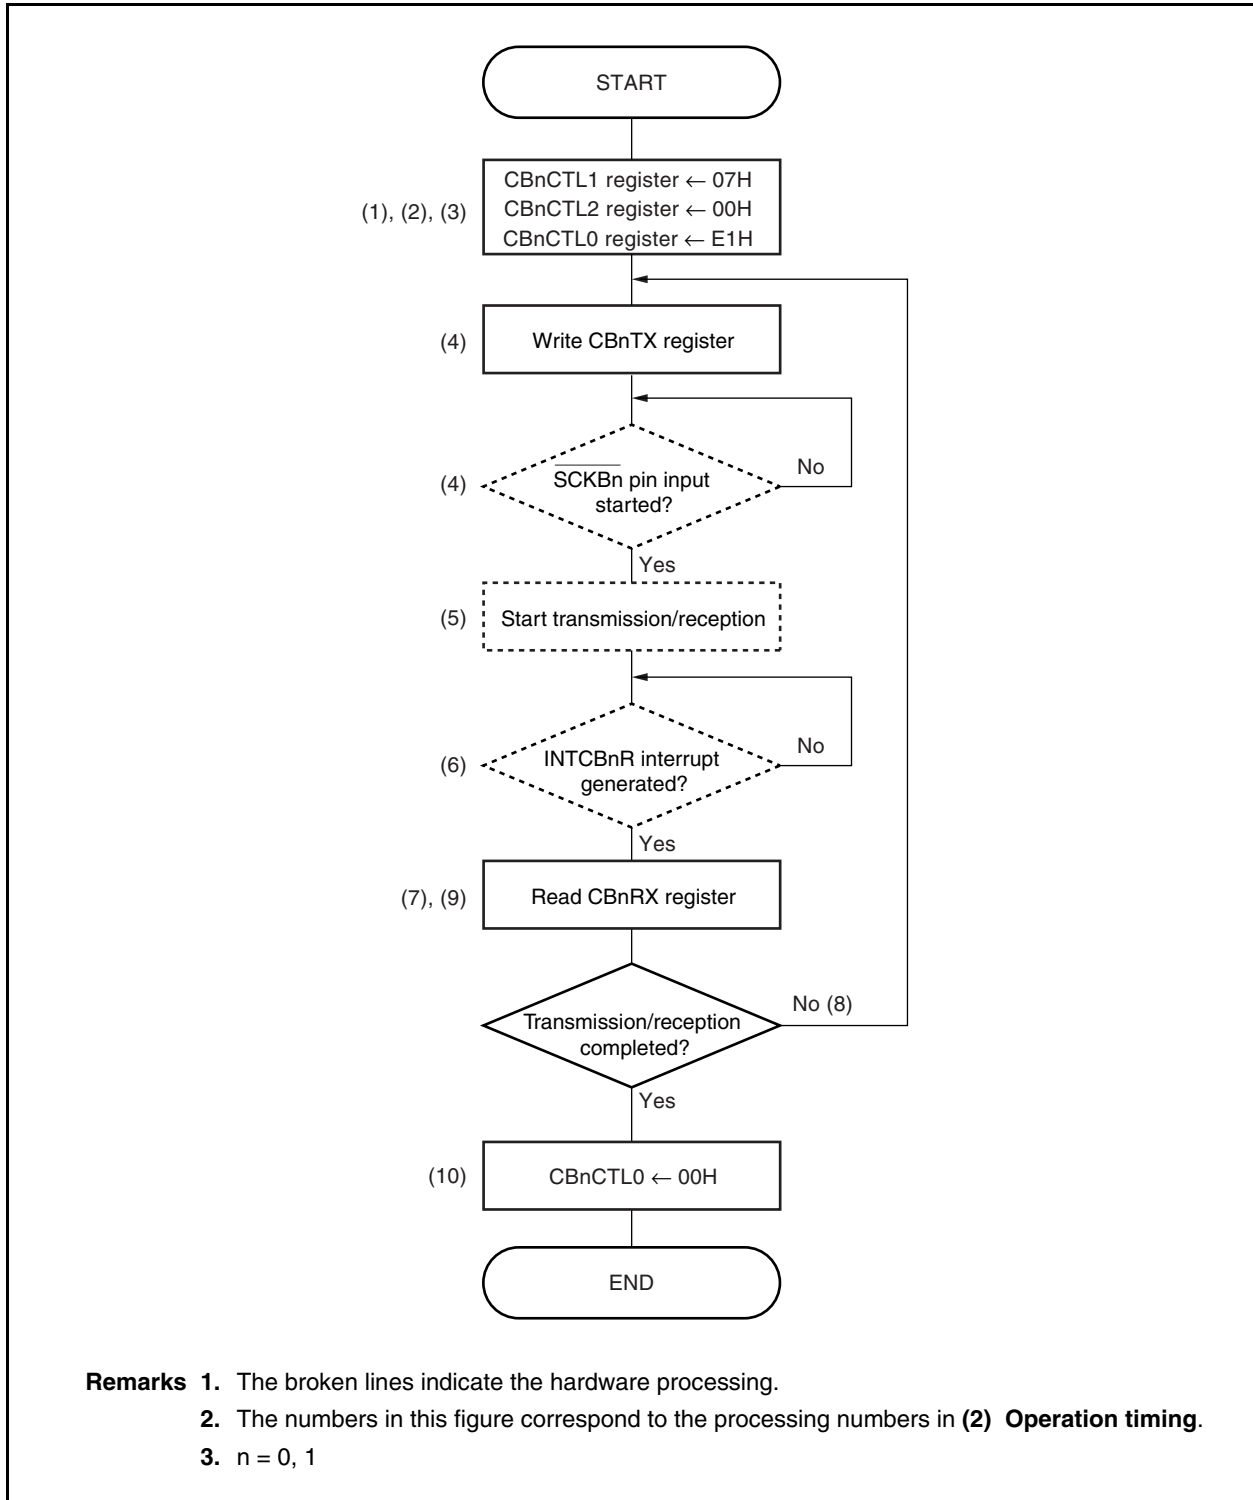 START
(1), (2), (3)
CBnCTL1 register ← 07H
CBnCTL2 register ← 00H
CBnCTL0 register ← E1H
(4)
Write CBnTX register
(4)
SCKBn pin input
started?
No
Yes
(5)
Start transmission/reception
(6)
INTCBnR interrupt
generated?
No
Yes
(7), (9)
Read CBnRX register
Transmission/reception
completed?
No (8)
Yes
(10)
CBnCTL0 ← 00H
END
Remarks 1. The broken lines indicate the hardware processing.
2. The numbers in this figure correspond to the processing numbers in (2) Operation timing.
3. n = 0, 1